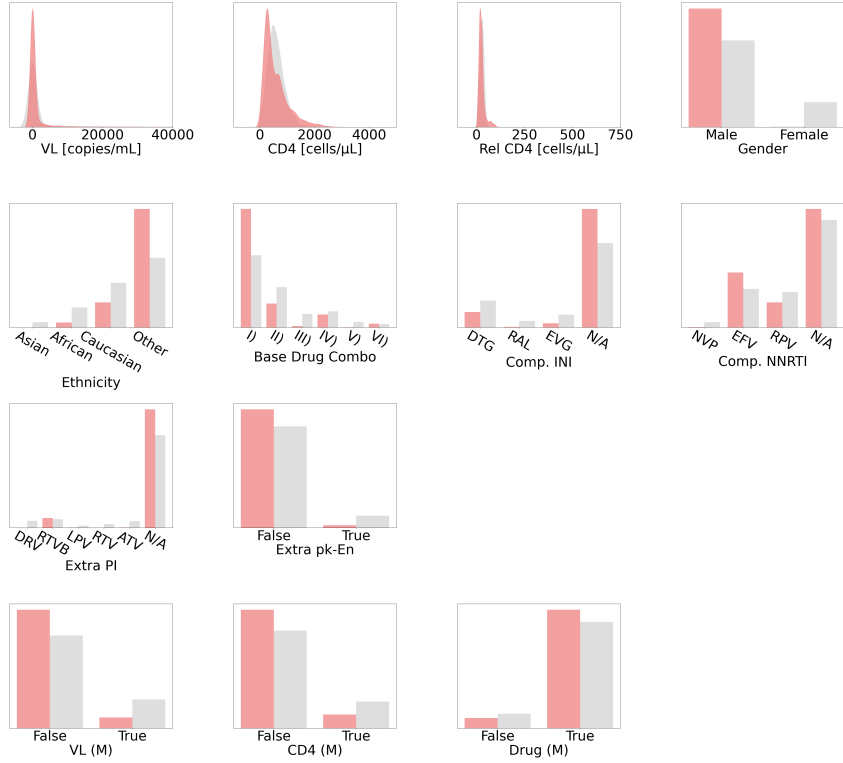 0 20000 40000
VL [copies/mL]
0 2000 4000
CD4 [cells/μL]
0 250 500 750
Rel CD4 [cells/μL]
Male Female
Gender
Asian African Caucasian Other
Ethnicity
I) II) III) IV) V) VI)
Base Drug Combo
DTG RAL EVG N/A
Comp. INI
NVP EFV RPV N/A
Comp. NNRTI
DRV RTVB LPV RTV ATV N/A
Extra PI
False True
Extra pk-En
False True
VL (M)
False True
CD4 (M)
False True
Drug (M)